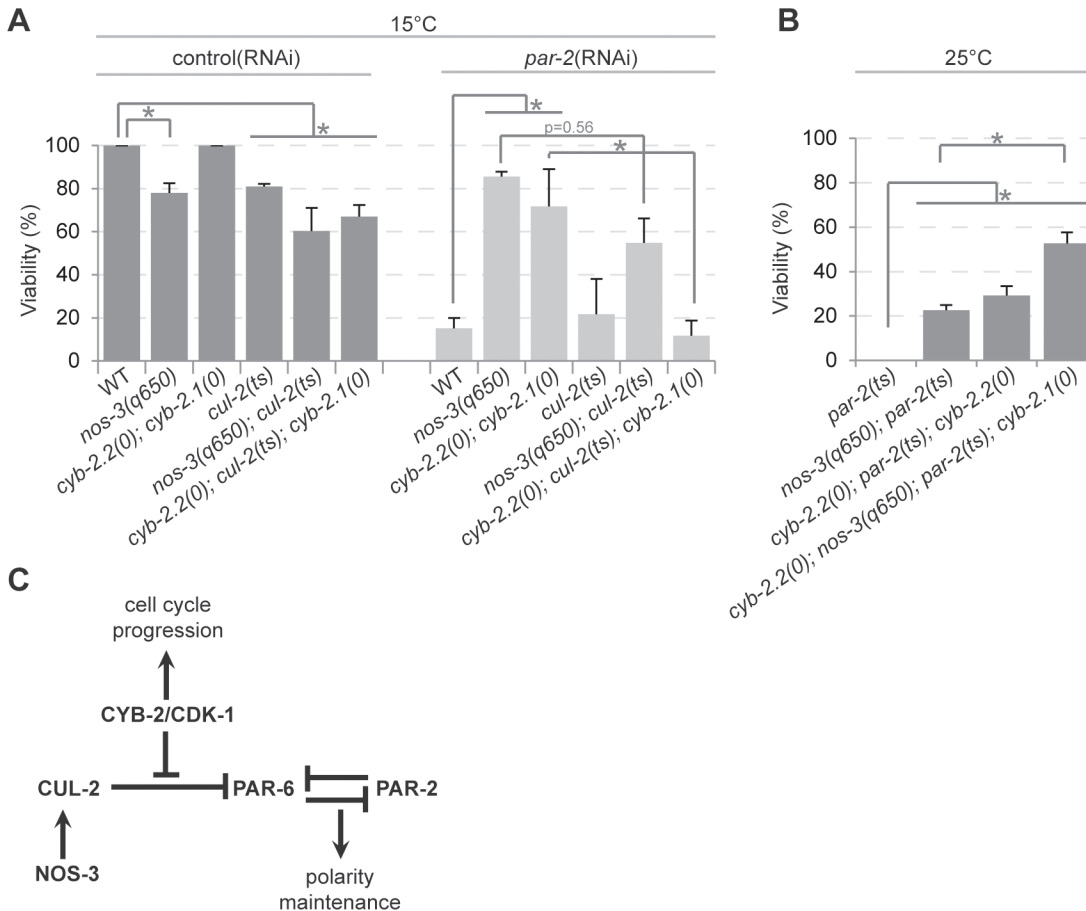 A
15°C
control(RNAi)
par-2(RNAi)
*
*
*
p=0.56
*
Viability (%)
100
80
60
40
20
0
WT
nos-3(q650)
cyb-2.2(0); cyb-2.1(0)
cul-2(ts)
nos-3(q650); cul-2(ts)
cyb-2.2(0); cul-2(ts); cyb-2.1(0)
WT
nos-3(q650)
cyb-2.2(0); cyb-2.1(0)
cul-2(ts)
nos-3(q650); cul-2(ts)
cyb-2.2(0); cul-2(ts); cyb-2.1(0)
B
25°C
*
*
Viability (%)
100
80
60
40
20
0
par-2(ts)
nos-3(q650); par-2(ts)
cyb-2.2(0); par-2(ts); cyb-2.2(0)
cyb-2.2(0); nos-3(q650); par-2(ts); cyb-2.1(0)
C
cell cycle
progression
CYB-2/CDK-1
CUL-2
PAR-6
PAR-2
NOS-3
polarity
maintenance